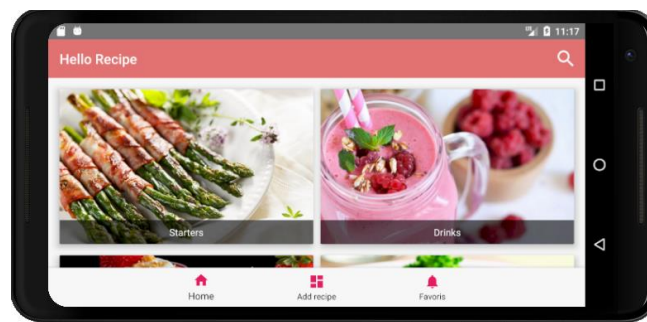 11:17
Hello Recipe
Starters
Drinks
Home
Add recipe
Favoris